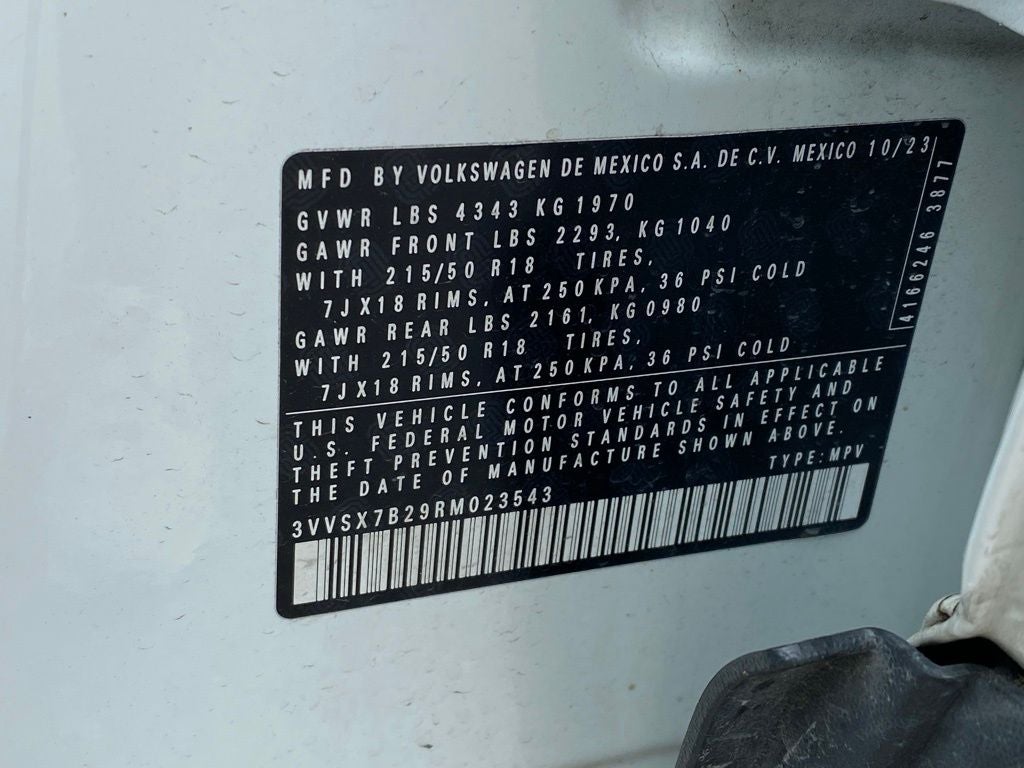 MFD BY VOLKSWAGEN DE MEXICO S.A. DE C.V. MEXICO 10/23
GVWR LBS 4343 KG 1970
GAWR FRONT LBS 2293, KG 1040
WITH 215/50 R18 TIRES,
7JX18 RIMS, AT 250 KPA, 36 PSI COLD
GAWR REAR LBS 2161, KG 0980
WITH 215/50 R18 TIRES,
7JX18 RIMS, AT 250 KPA, 36 PSI COLD
THIS VEHICLE CONFORMS TO ALL APPLICABLE
U.S. FEDERAL MOTOR VEHICLE SAFETY AND
THEFT PREVENTION STANDARDS IN EFFECT ON
THE DATE OF MANUFACTURE SHOWN ABOVE.
TYPE: MPV
3VVSX7B29RM023543
4166246 3877